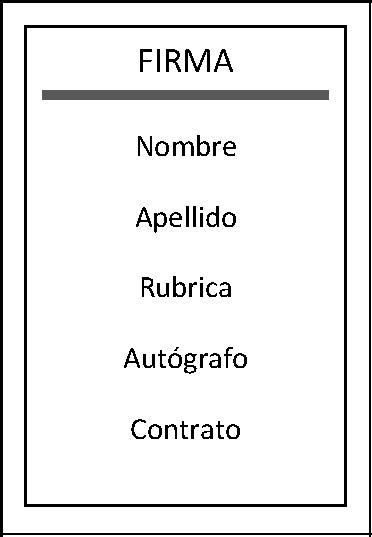 FIRMA
Nombre
Apellido
Rubrica
Autógrafo
Contrato